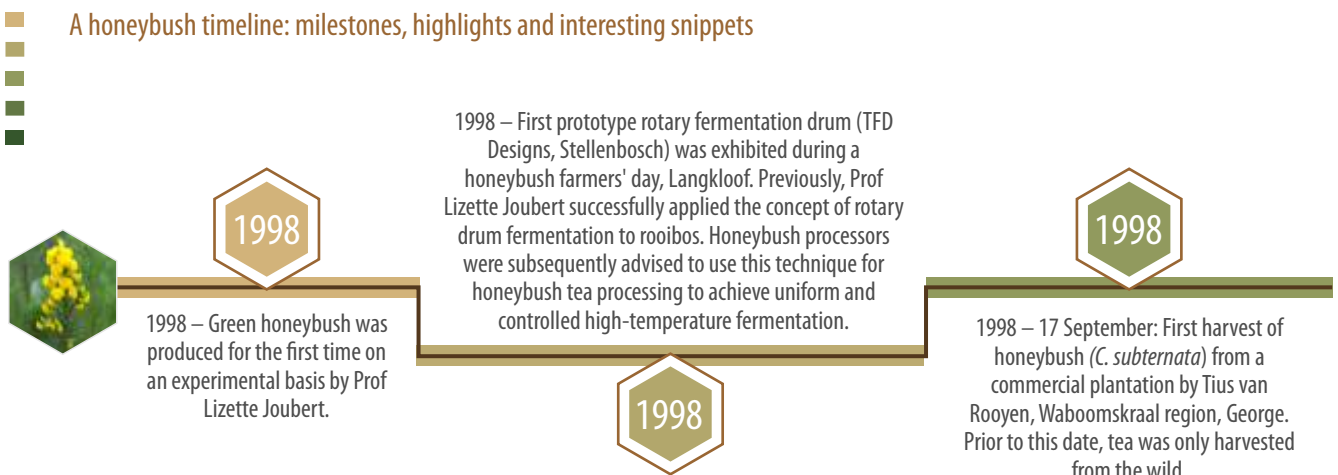 A honeybush timeline: milestones, highlights and interesting snippets
1998
1998 – Green honeybush was
produced for the first time on
an experimental basis by Prof
Lizette Joubert.
1998 – First prototype rotary fermentation drum (TFD
Designs, Stellenbosch) was exhibited during a
honeybush farmers' day, Langkloof. Previously, Prof
Lizette Joubert successfully applied the concept of rotary
drum fermentation to rooibos. Honeybush processors
were subsequently advised to use this technique for
honeybush tea processing to achieve uniform and
controlled high-temperature fermentation.
1998
1998
1998 – 17 September: First harvest of
honeybush (C. subternata) from a
commercial plantation by Tius van
Rooyen, Waboomskraal region, George.
Prior to this date, tea was only harvested
from the wild